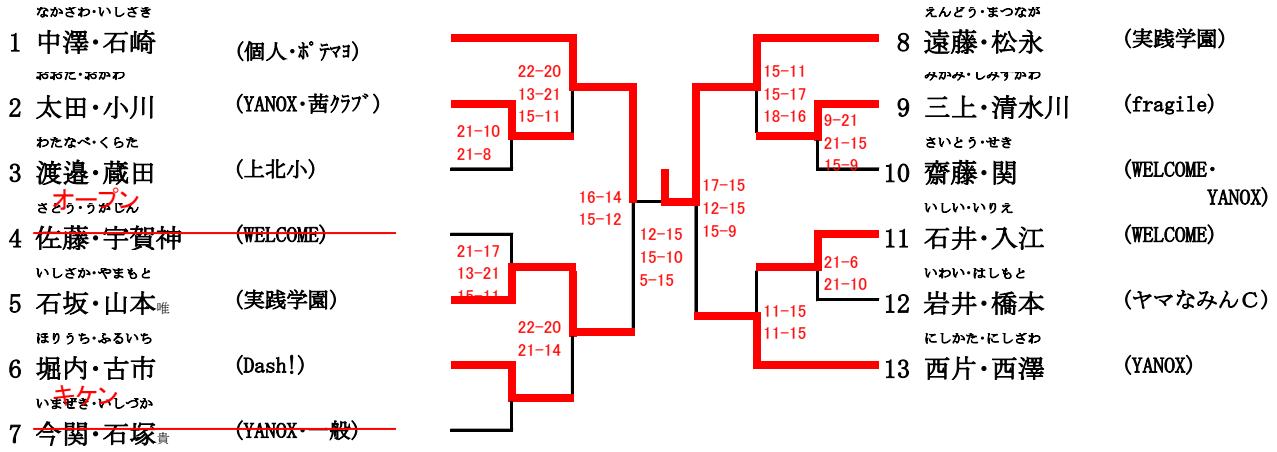 なかざわ・いしざき
1 中澤・石崎 (個人・ポテマヨ)
おおた・おがわ
2 太田・小川 (YANOX・茜クラブ)
わたなべ・くらた
3 渡邉・蔵田 (上北小)
オープン
さとう・うがじん
4 佐藤・宇賀神 (WELCOME)
いしざか・やまもと
5 石坂・山本唯 (実践学園)
ほりうち・ふるいち
6 堀内・古市 (Dash!)
キケン
いまぜき・いしづか
7 今関・石塚貴 (YANOX・一般)
22-20
13-21
15-11
21-10
21-8
21-17
13-21
15-11
22-20
21-14
16-14
15-12
12-15
15-10
5-15
17-15
12-15
15-9
15-11
15-17
18-16
9-21
21-15
15-9
21-6
21-10
11-15
11-15
えんどう・まつなが
8 遠藤・松永 (実践学園)
みかみ・しみずかわ
9 三上・清水川 (fragile)
さいとう・せき
10 齋藤・関 (WELCOME・
YANOX)
いしい・いりえ
11 石井・入江 (WELCOME)
いわい・はしもと
12 岩井・橋本 (ヤマなみんC)
にしかた・にしざわ
13 西片・西澤 (YANOX)